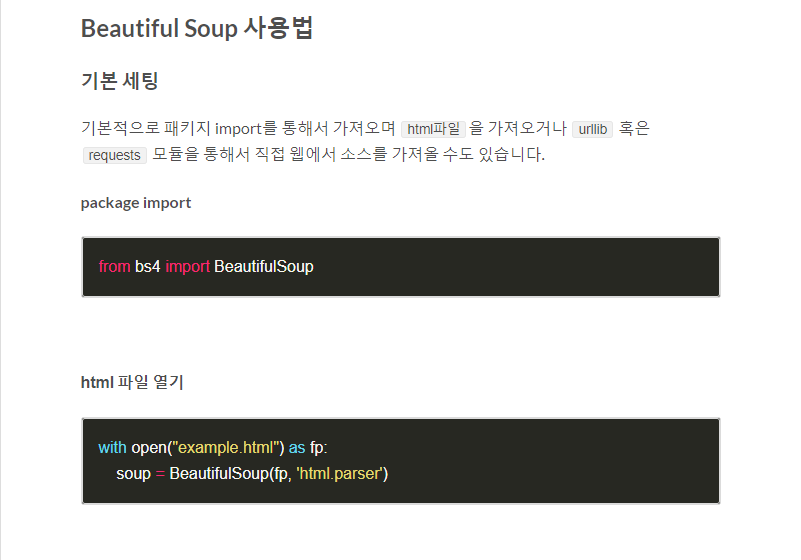 Beautiful Soup 사용법
기본 세팅
기본적으로 패키지 import를 통해서 가져오며 html파일 을 가져오거나 urllib 혹은
requests 모듈을 통해서 직접 웹에서 소스를 가져올 수도 있습니다.
package import
from bs4 import BeautifulSoup
html 파일 열기
with open("example.html") as fp:
    soup = BeautifulSoup(fp, 'html.parser')